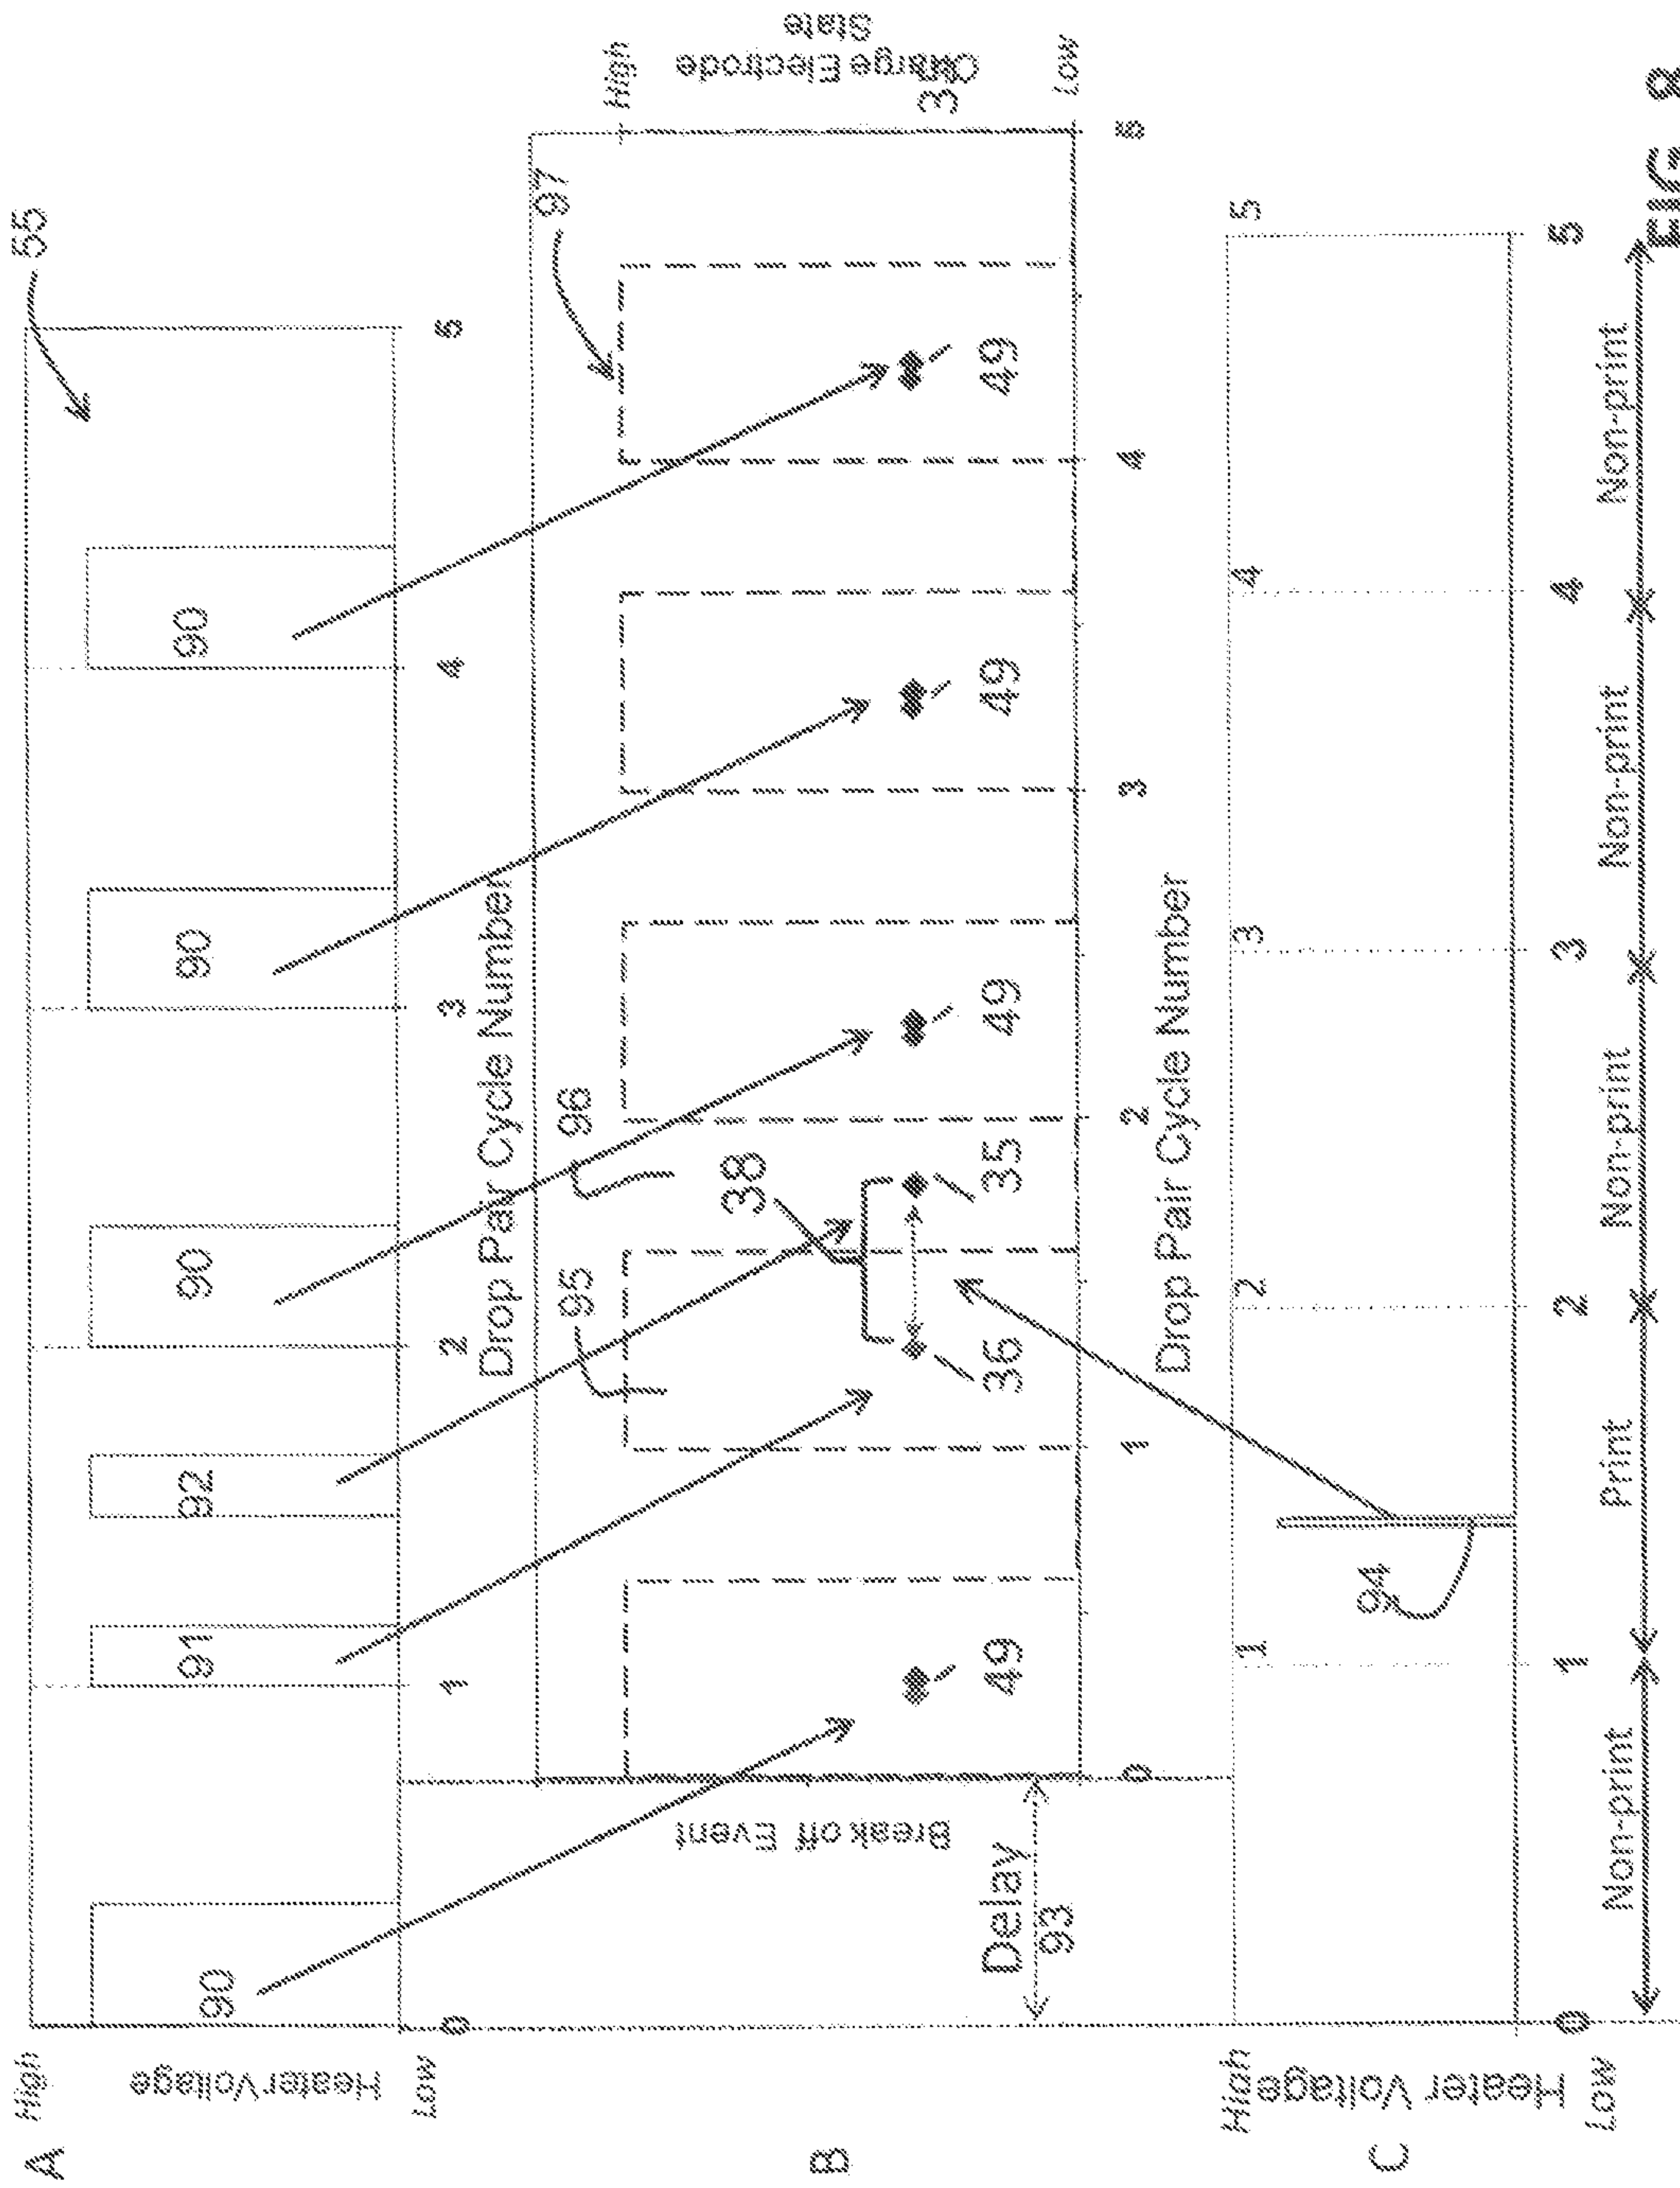 A
High
Heater Voltage
Low
55
90
91
92
90
90
90
0
1
2
3
4
5
Drop Pair Cycle Number
B
Break off Event
Delay
93
97
High
Charge Electrode
State
Low
95
96
38
49
36
35
49
49
49
0
1
2
3
4
5
Drop Pair Cycle Number
C
High
Heater Voltage
Low
94
1
2
3
4
5
0
1
2
3
4
5
Non-print
Print
Non-print
Non-print
Non-print
FIG. 8